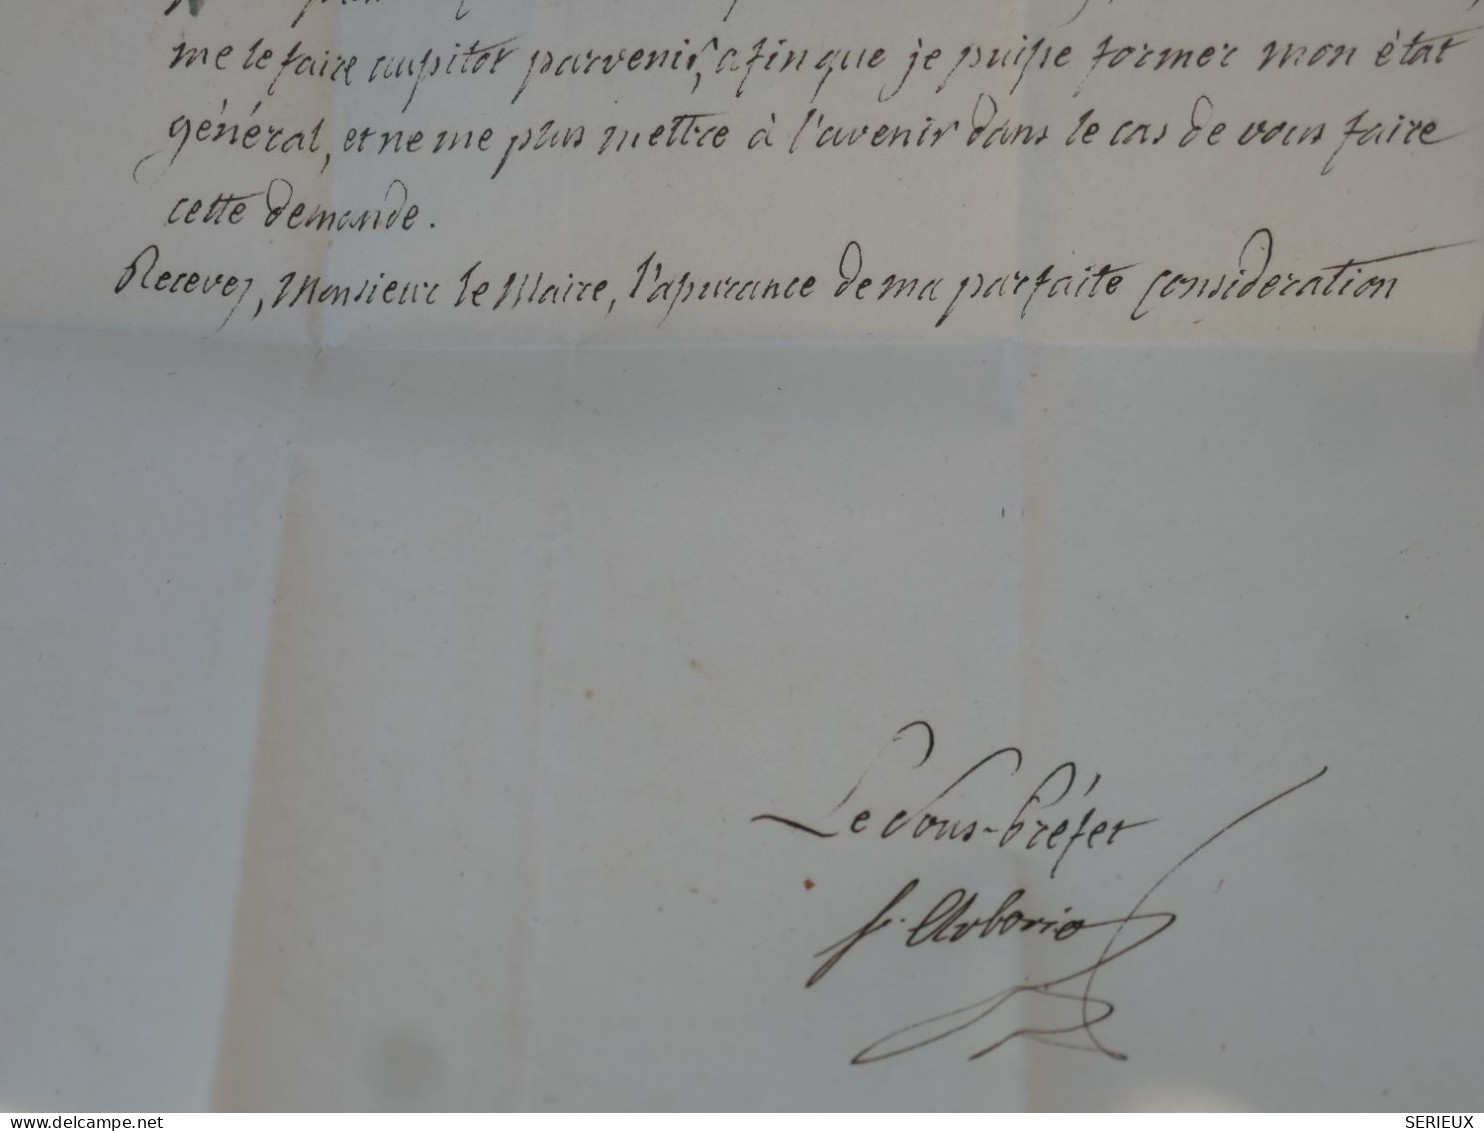 me le faire aussitot parvenir, afin que je puisse former mon état
général, et ne me plus mettre à l'avenir dans le cas de vous faire
cette demande.
Recevez, Monsieur le Maire, l'assurance de ma parfaite consideration
Le Sous-Préfet
f. Arborio
www.delcampe.net
SERIEUX